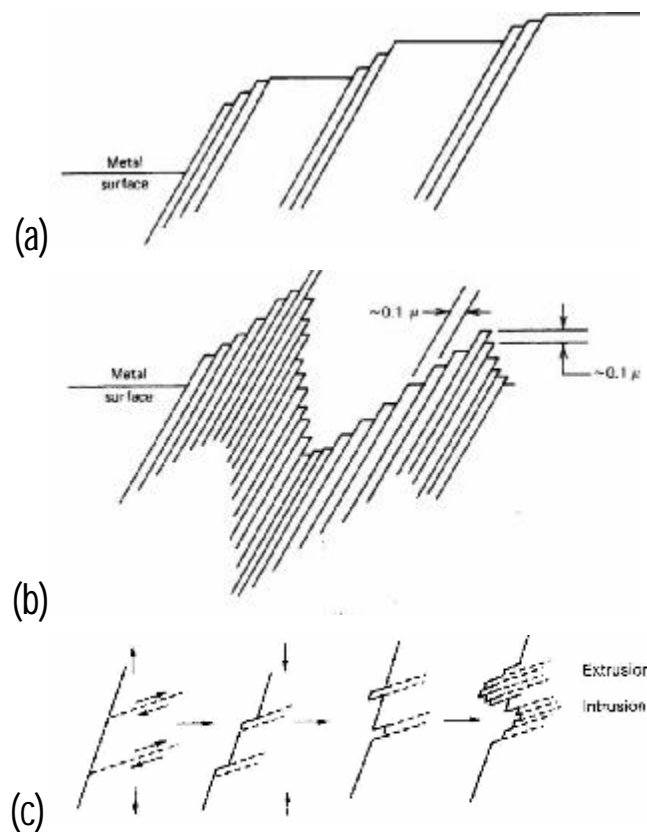 Metal
surface
(a)
~0.1 μ
Metal
surface
~0.1 μ
(b)
Extrusion
Intrusion
(c)